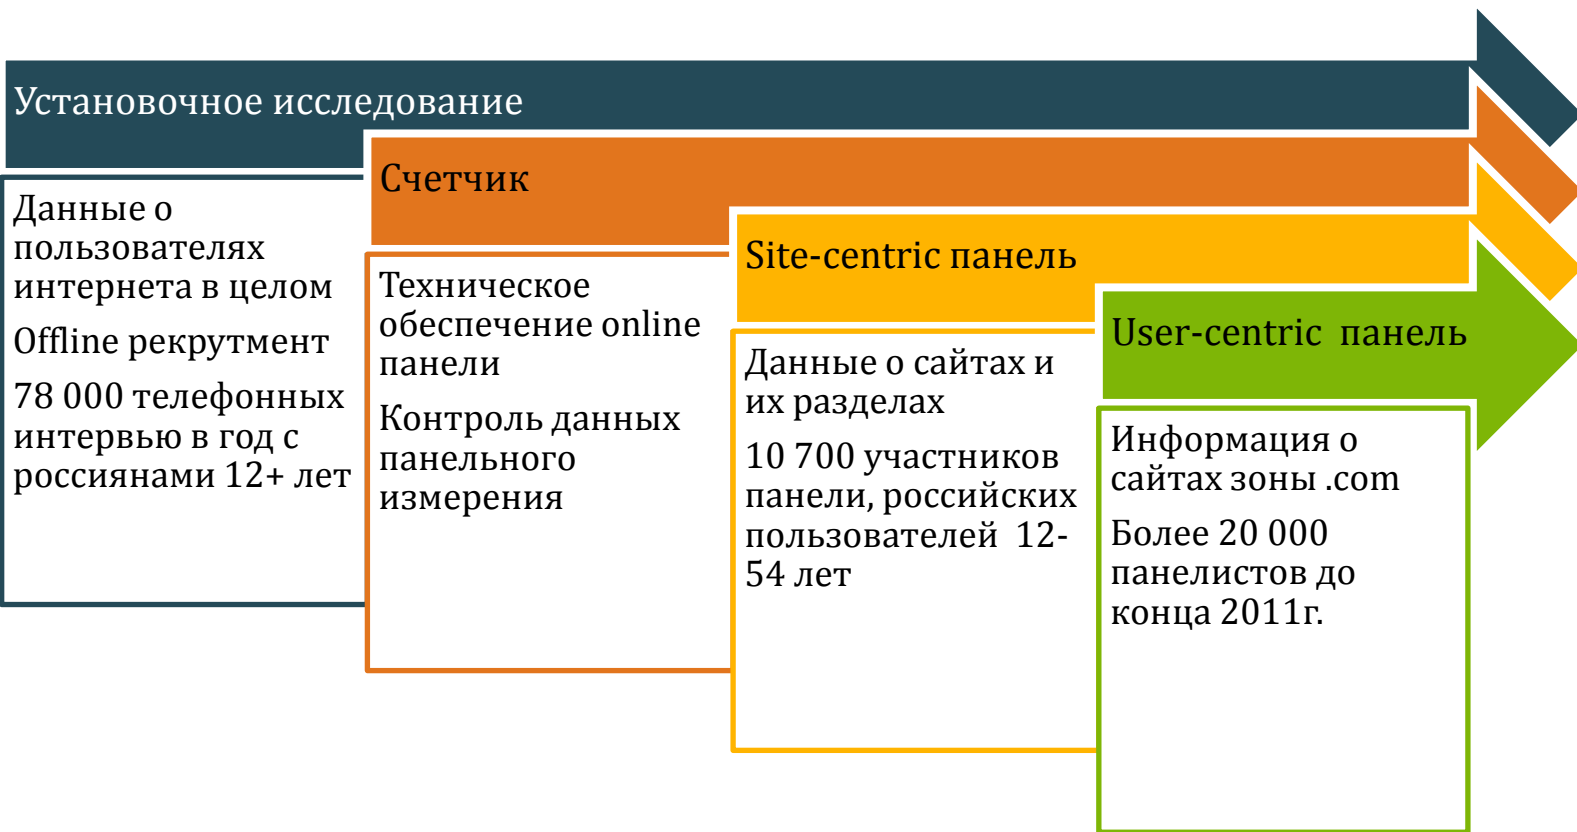 Установочное исследование
Данные о
пользователях
интернета в целом
Offline рекрутмент
78 000 телефонных
интервью в год с
россиянами 12+ лет
Счетчик
Техническое
обеспечение online
панели
Контроль данных
панельного
измерения
Site-centric панель
Данные о сайтах и
их разделах
10 700 участников
панели, российских
пользователей 12-
54 лет
User-centric панель
Информация о
сайтах зоны .com
Более 20 000
панелистов до
конца 2011г.